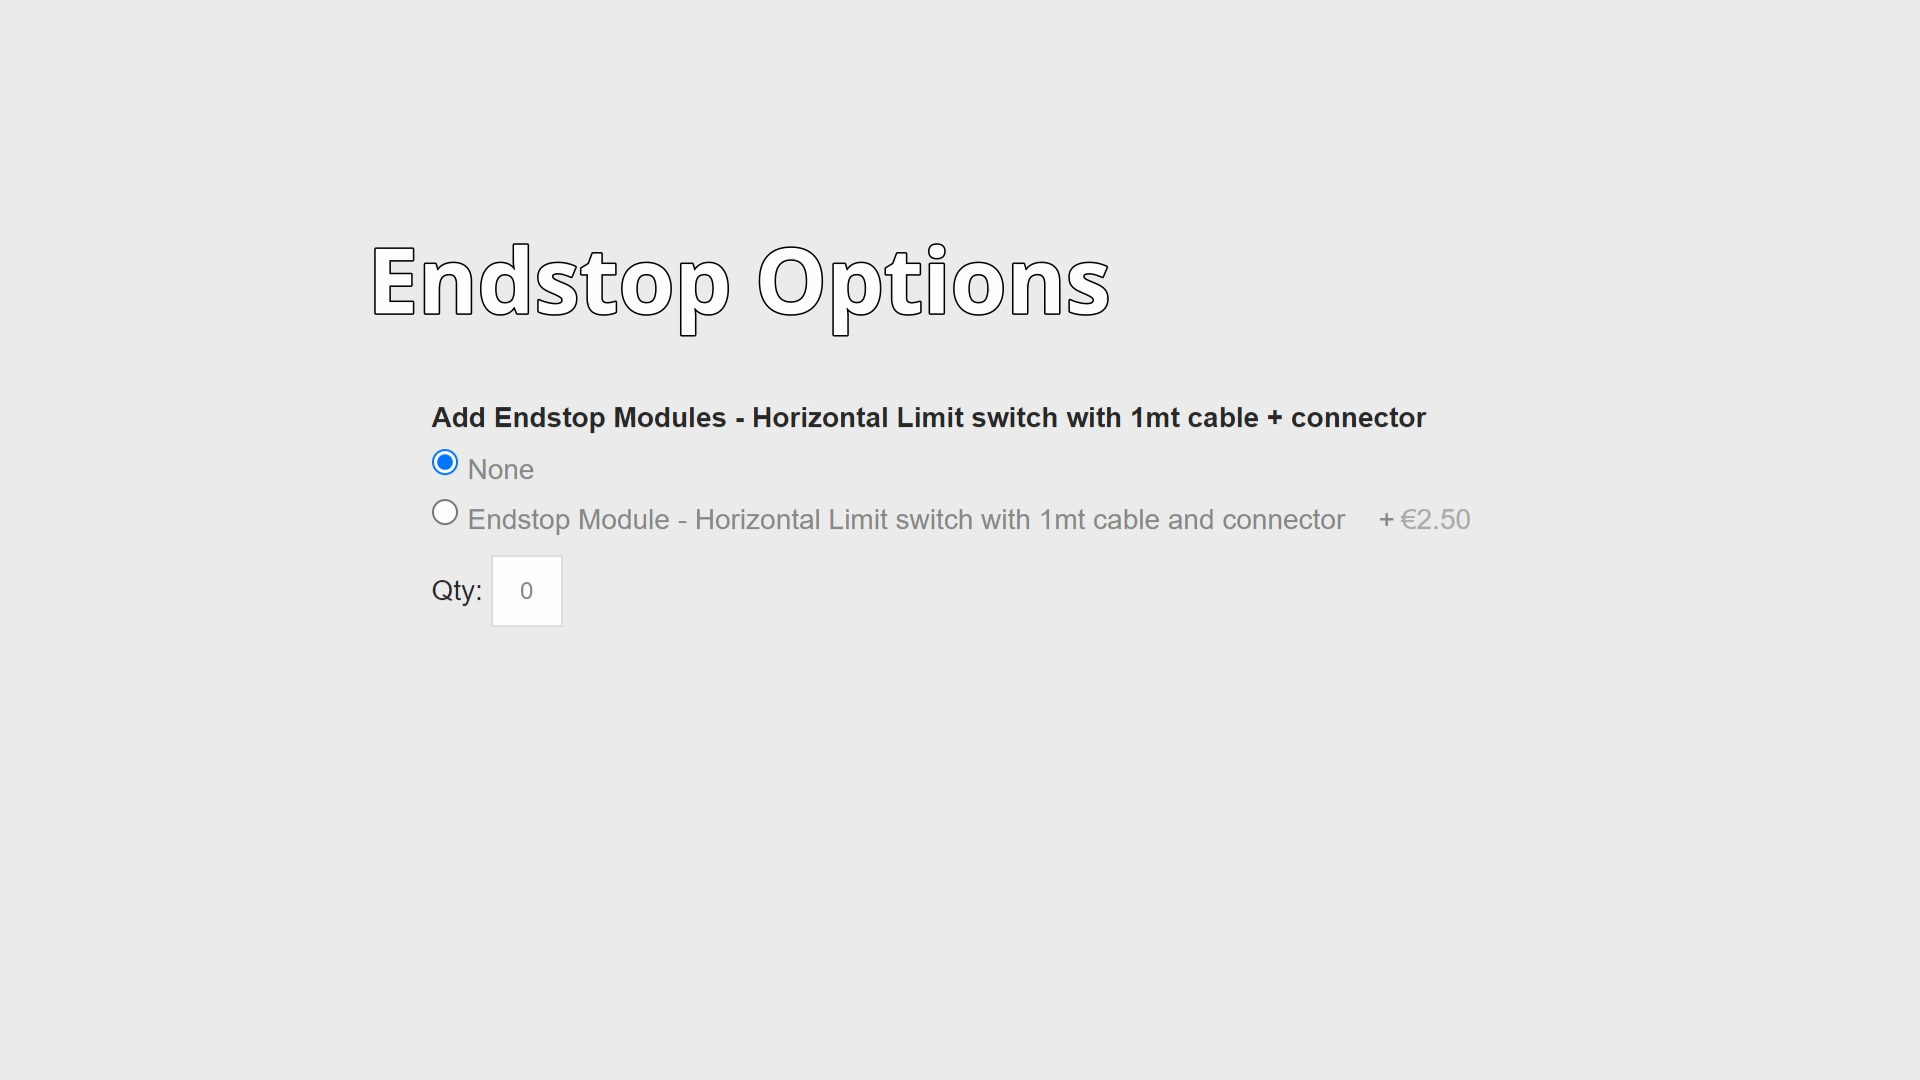 Endstop Options
Add Endstop Modules - Horizontal Limit switch with 1mt cable + connector
None
Endstop Module - Horizontal Limit switch with 1mt cable and connector + €2.50
Qty: 0